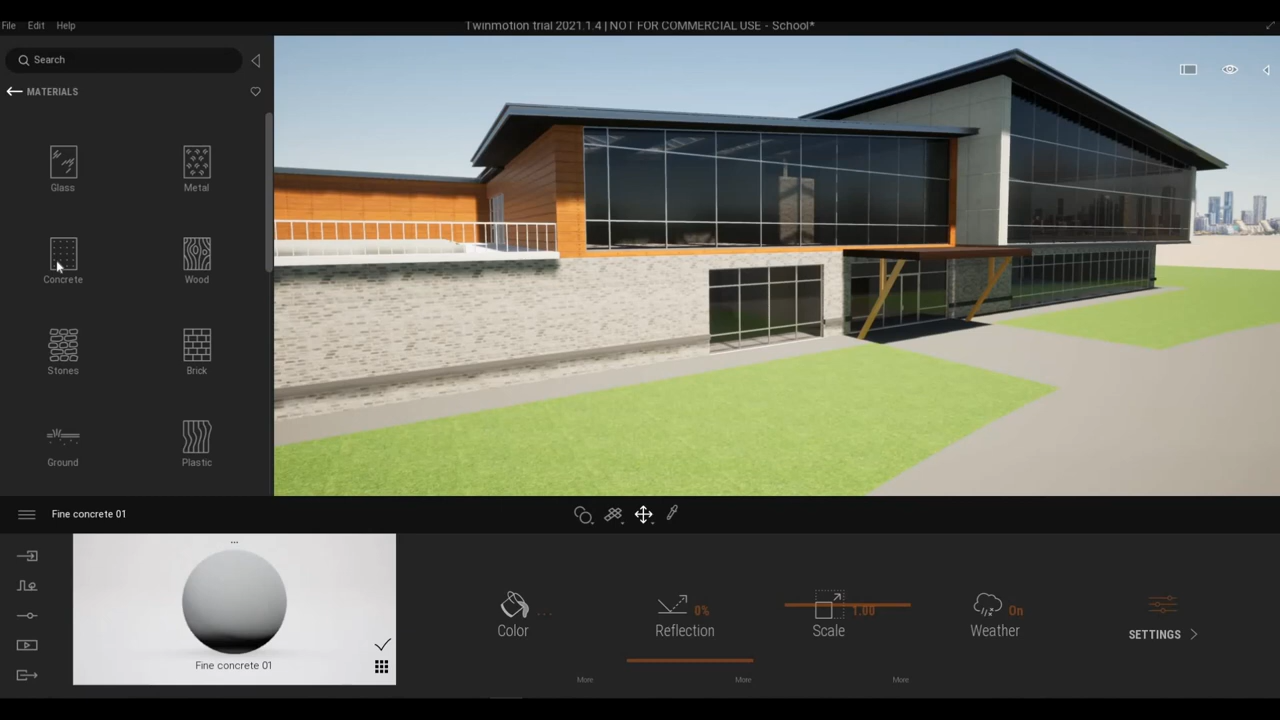 Twinmotion trial 2021.1.4 | NOT FOR COMMERCIAL USE - School*
File Edit Help
Search
MATERIALS
Glass Metal
Concrete Wood
Stones Brick
Ground Plastic
Fine concrete 01
...
Fine concrete 01
Color ...
Reflection 0%
Scale 1.00
Weather On
SETTINGS
More More More